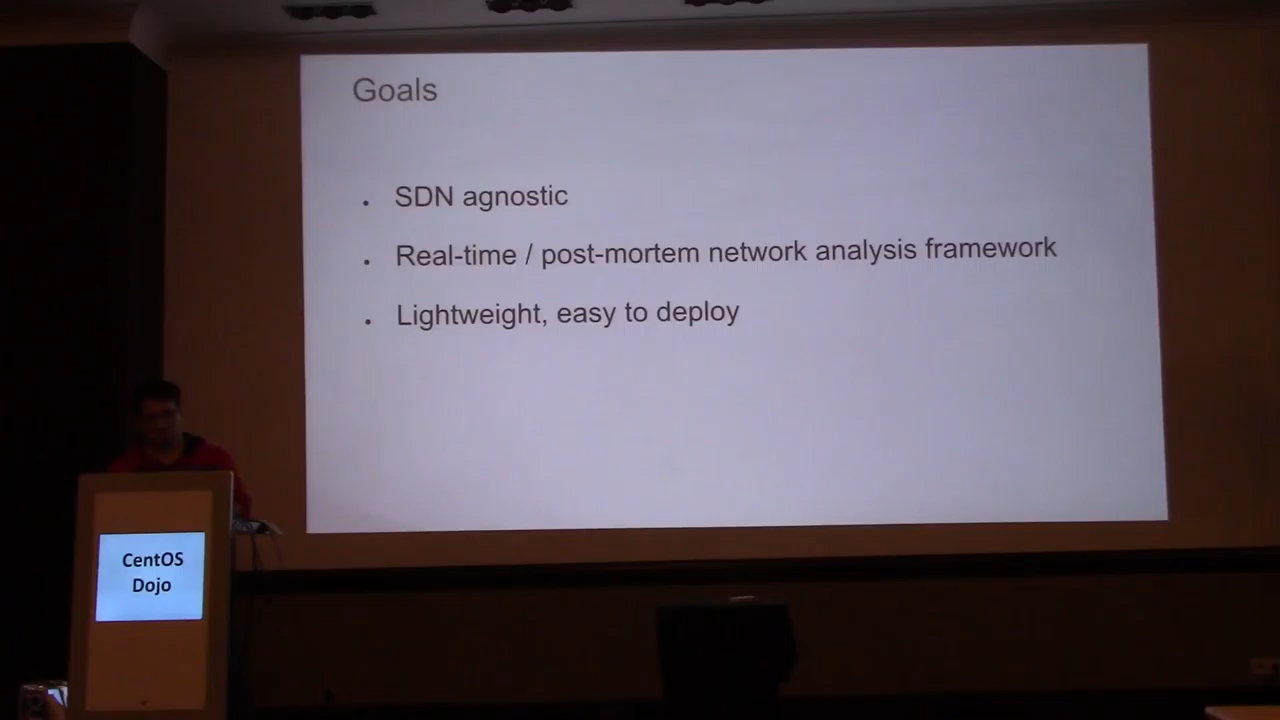 Goals
. SDN agnostic
. Real-time / post-mortem network analysis framework
. Lightweight, easy to deploy
CentOS
Dojo